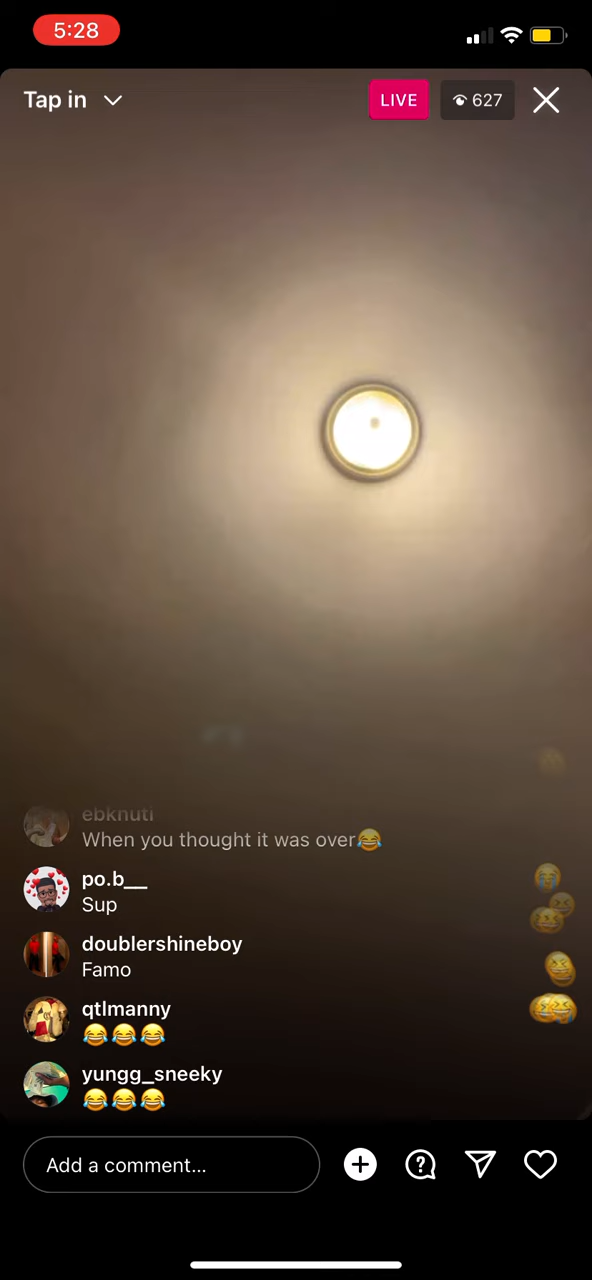 5:28
Tap in
LIVE
627
ebknuti
When you thought it was over😂
po.b__
Sup
doublershineboy
Famo
qtlmanny
😂😂😂
yungg_sneeky
😂😂😂
Add a comment...